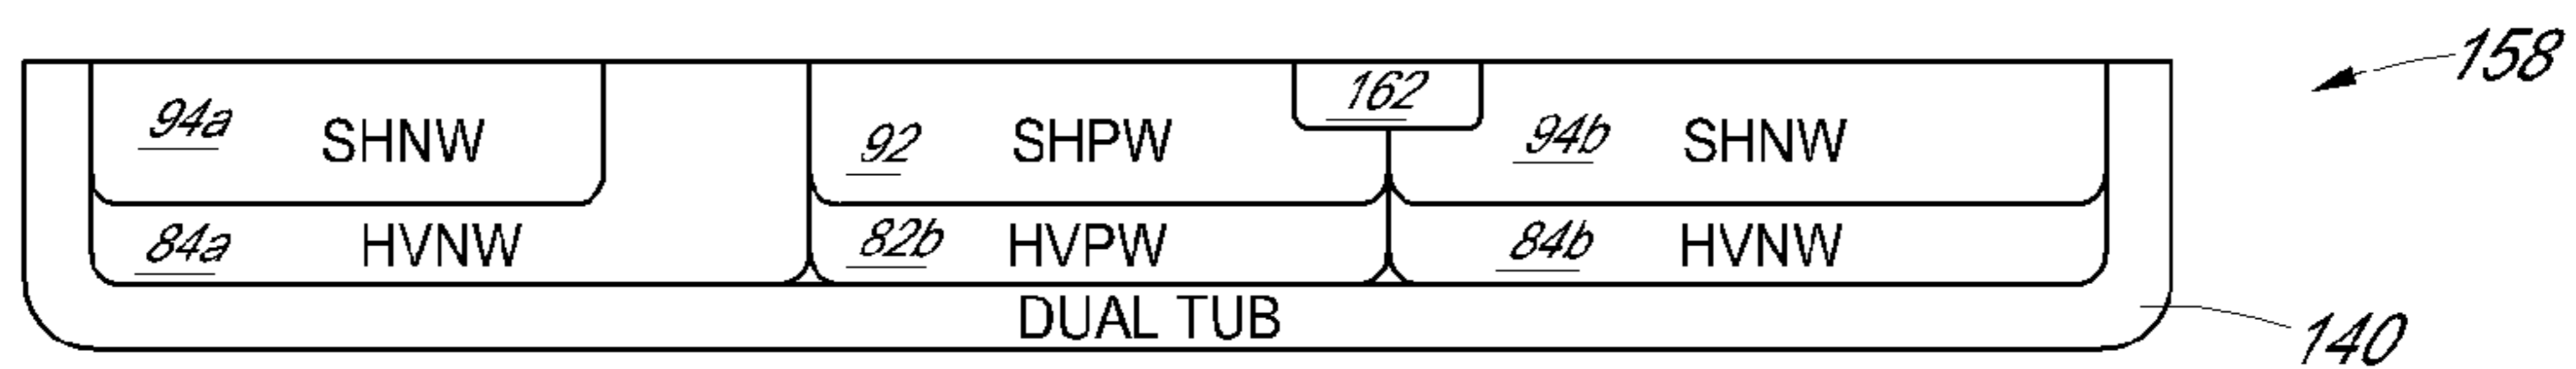 158
162
94a SHNW
92 SHPW
94b SHNW
84a HVNW
82b HVPW
84b HVNW
DUAL TUB
140